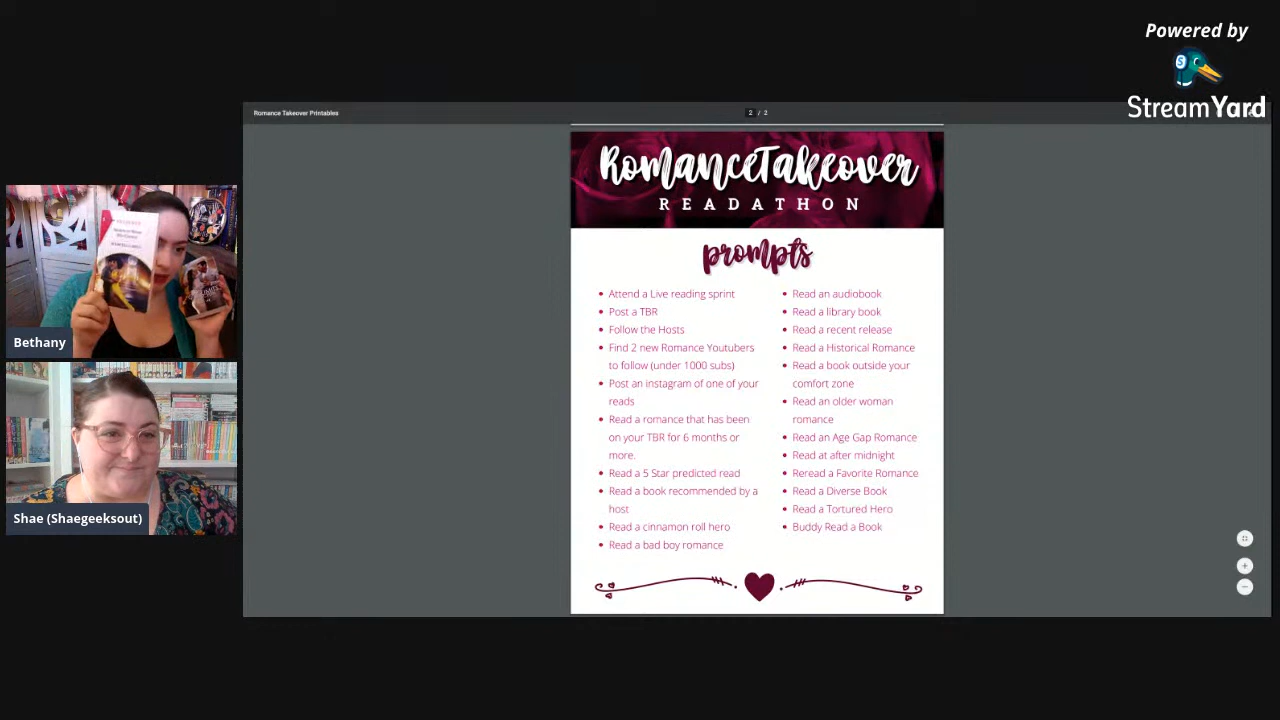 Powered by
StreamYard
Romance Takeover Printables
2 / 2
RomanceTakeover
READATHON
prompts
Attend a Live reading sprint
Post a TBR
Follow the Hosts
Find 2 new Romance Youtubers
to follow (under 1000 subs)
Post an instagram of one of your
reads
Read a romance that has been
on your TBR for 6 months or
more.
Read a 5 Star predicted read
Read a book recommended by a
host
Read a cinnamon roll hero
Read a bad boy romance
Read an audiobook
Read a library book
Read a recent release
Read a Historical Romance
Read a book outside your
comfort zone
Read an older woman
romance
Read an Age Gap Romance
Read at after midnight
Reread a Favorite Romance
Read a Diverse Book
Read a Tortured Hero
Buddy Read a Book
Bethany
Shae (Shaegeeksout)